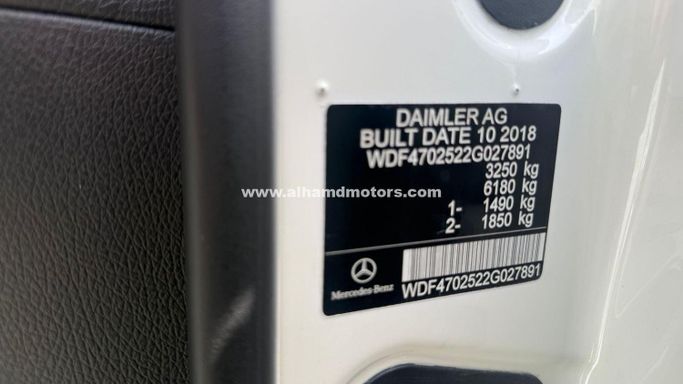 DAIMLER AG
BUILT DATE 10 2018
WDF4702522G027891
3250 kg
6180 kg
www.alhamdmotors.com
1- 1490 kg
2- 1850 kg
Mercedes-Benz
WDF4702522G027891